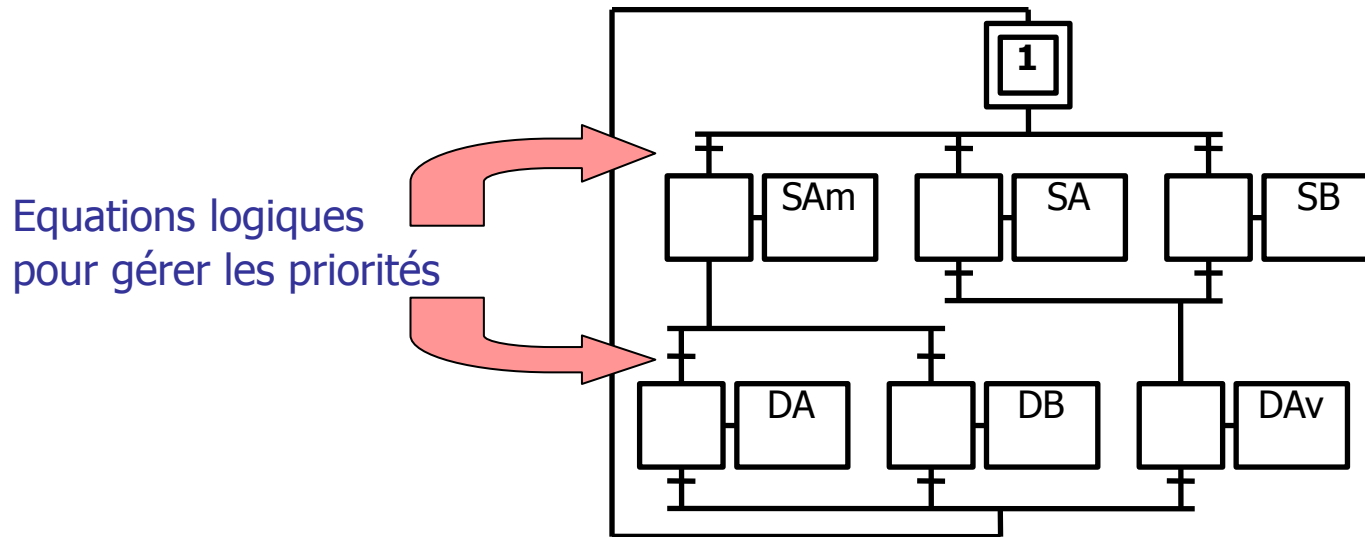 1
SAm
SA
SB
Equations logiques
pour gérer les priorités
DA
DB
DAv